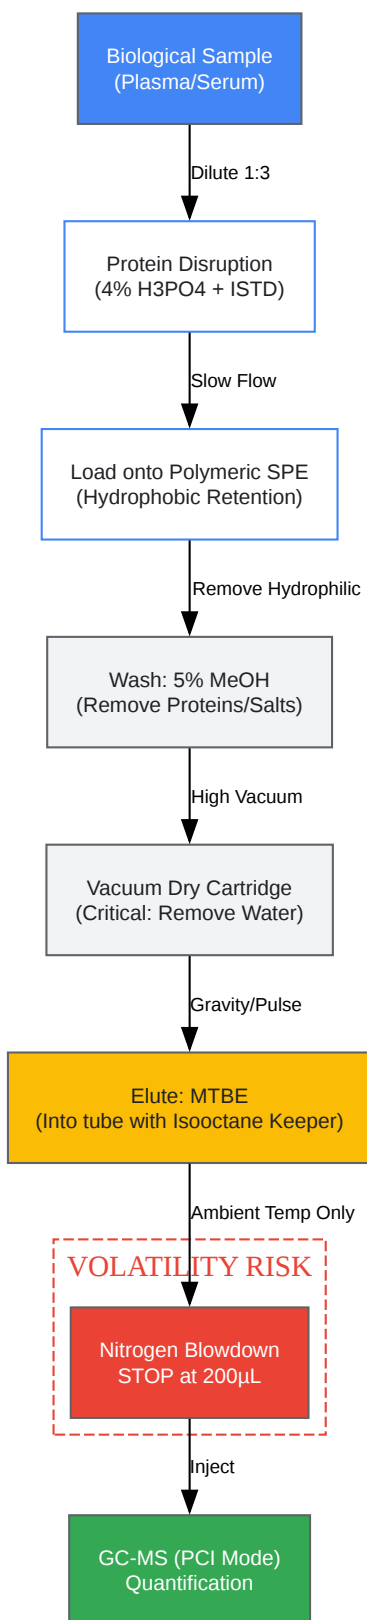 Biological Sample
(Plasma/Serum)
Dilute 1:3
Protein Disruption
(4% H3PO4 + ISTD)
Slow Flow
Load onto Polymeric SPE
(Hydrophobic Retention)
Remove Hydrophilic
Wash: 5% MeOH
(Remove Proteins/Salts)
High Vacuum
Vacuum Dry Cartridge
(Critical: Remove Water)
Gravity/Pulse
Elute: MTBE
(Into tube with Isooctane Keeper)
Ambient Temp Only
VOLATILITY RISK
Nitrogen Blowdown
STOP at 200µL
Inject
GC-MS (PCI Mode)
Quantification